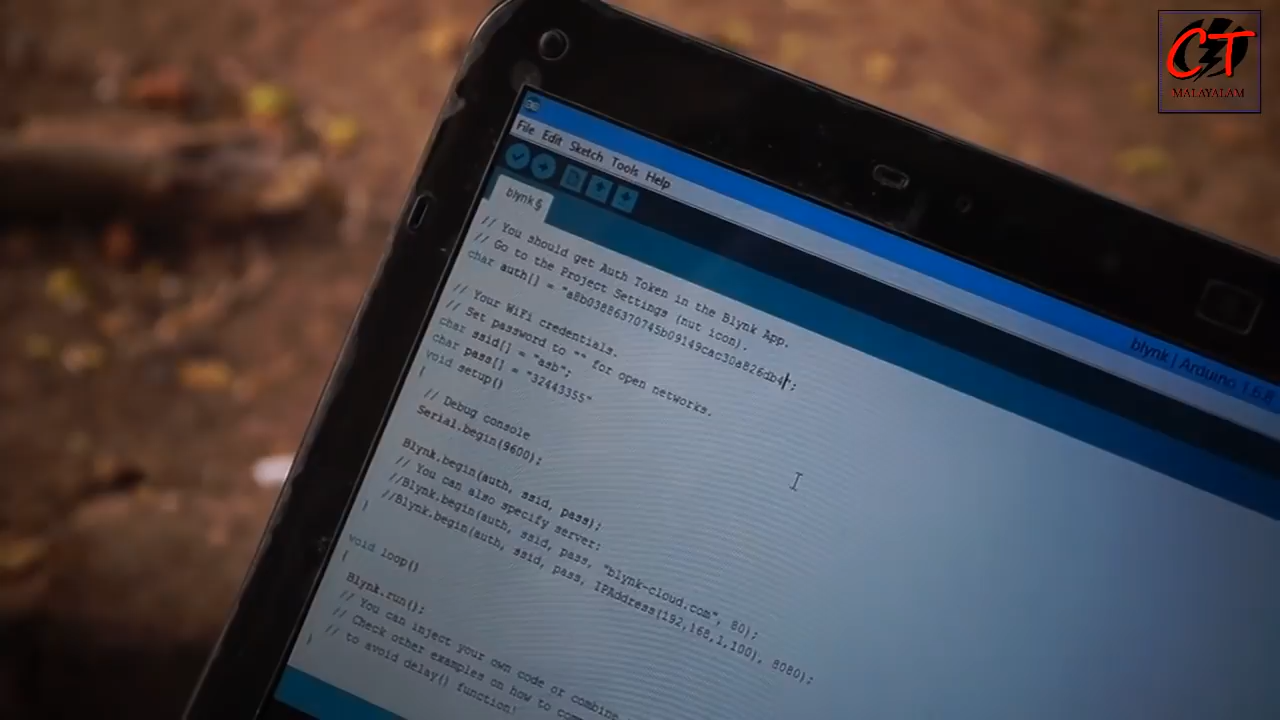 CT
MALAYALAM
blynk | Arduino 1.6.8
File Edit Sketch Tools Help
blynk §
// You should get Auth Token in the Blynk App.
// Go to the Project Settings (nut icon).
char auth[] = "a8b03886370745b09149cac30a826db4";
// Your WiFi credentials.
// Set password to "" for open networks.
char ssid[] = "asb";
char pass[] = "32443355"
void setup()
{
// Debug console
Serial.begin(9600);
Blynk.begin(auth, ssid, pass);
// You can also specify server:
//Blynk.begin(auth, ssid, pass, "blynk-cloud.com", 80);
//Blynk.begin(auth, ssid, pass, IPAddress(192,168,1,100), 8080);
}
void loop()
{
Blynk.run();
// You can inject your own code or combine
// Check other examples on how to
// to avoid delay() function!
}